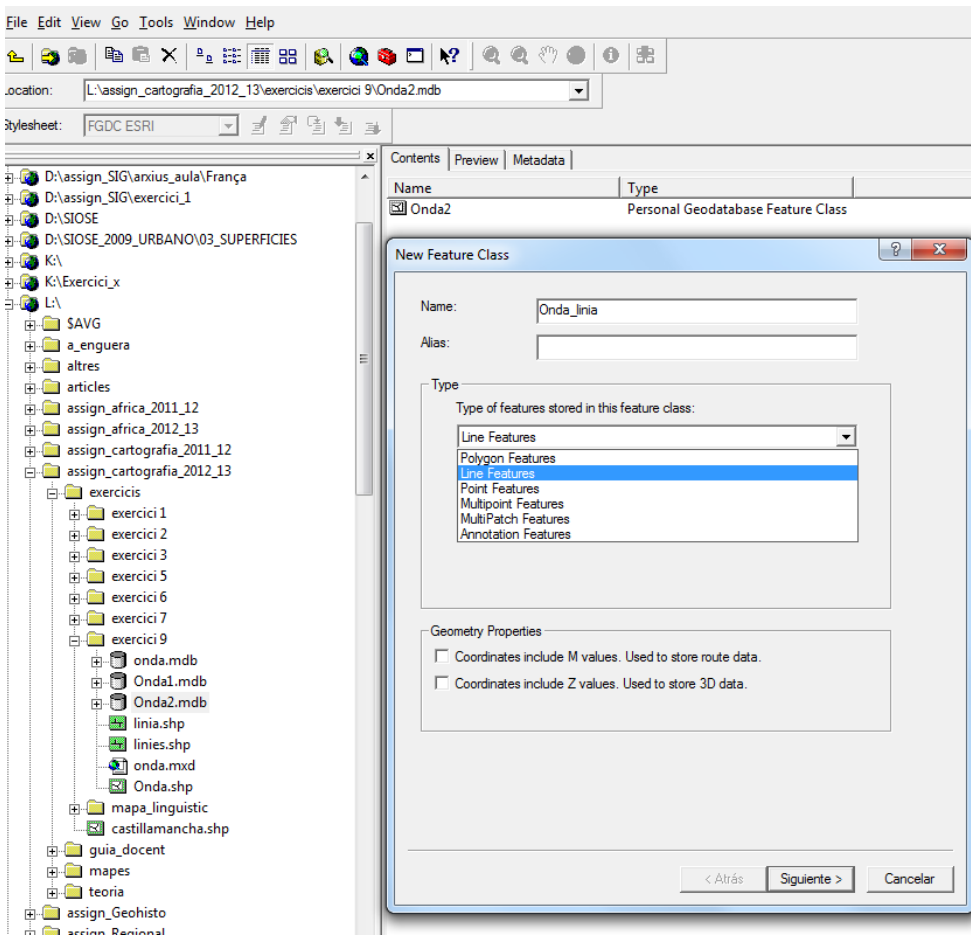 File Edit View Go Tools Window Help
Location: L:\assign_cartografia_2012_13\exercicis\exercici 9\Onda2.mdb
Stylesheet: FGDC ESRI
D:\assign_SIG\arxius_aula\França
D:\assign_SIG\exercici_1
D:\SIOSE
D:\SIOSE_2009_URBANO\03_SUPERFICIES
K:\
K:\Exercici_x
L:\
$AVG
a_enguera
altres
articles
assign_africa_2011_12
assign_africa_2012_13
assign_cartografia_2011_12
assign_cartografia_2012_13
exercicis
exercici 1
exercici 2
exercici 3
exercici 5
exercici 6
exercici 7
exercici 9
onda.mdb
Onda1.mdb
Onda2.mdb
linia.shp
linies.shp
onda.mxd
Onda.shp
mapa_linguistic
castillamancha.shp
guia_docent
mapes
teoria
assign_Geohisto
assign_Regional
Contents Preview Metadata
Name Type
Onda2 Personal Geodatabase Feature Class
New Feature Class
Name: Onda_linia
Alias:
Type
Type of features stored in this feature class:
Line Features
Polygon Features
Line Features
Point Features
Multipoint Features
MultiPatch Features
Annotation Features
Geometry Properties
Coordinates include M values. Used to store route data.
Coordinates include Z values. Used to store 3D data.
< Atrás Siguiente > Cancelar